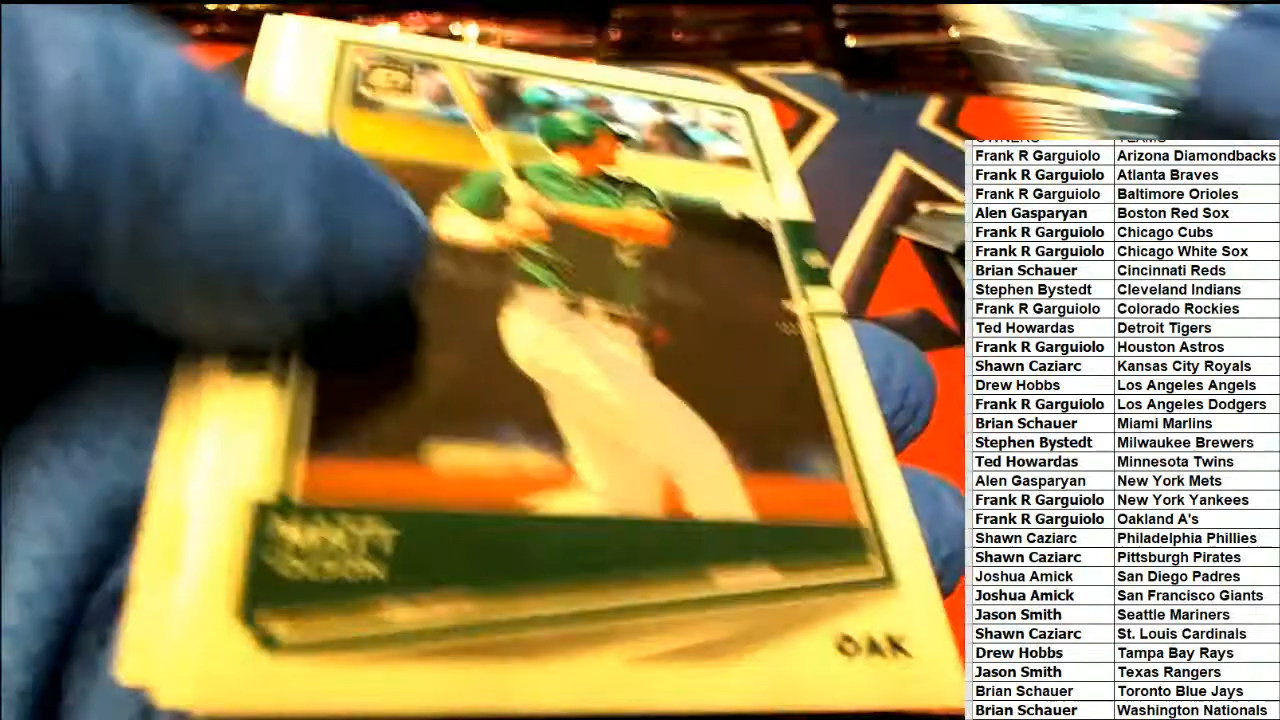 MATT
OAK
Frank R Garguiolo Arizona Diamondbacks
Frank R Garguiolo Atlanta Braves
Frank R Garguiolo Baltimore Orioles
Alen Gasparyan Boston Red Sox
Frank R Garguiolo Chicago Cubs
Frank R Garguiolo Chicago White Sox
Brian Schauer Cincinnati Reds
Stephen Bystedt Cleveland Indians
Frank R Garguiolo Colorado Rockies
Ted Howardas Detroit Tigers
Frank R Garguiolo Houston Astros
Shawn Caziarc Kansas City Royals
Drew Hobbs Los Angeles Angels
Frank R Garguiolo Los Angeles Dodgers
Brian Schauer Miami Marlins
Stephen Bystedt Milwaukee Brewers
Ted Howardas Minnesota Twins
Alen Gasparyan New York Mets
Frank R Garguiolo New York Yankees
Frank R Garguiolo Oakland A's
Shawn Caziarc Philadelphia Phillies
Shawn Caziarc Pittsburgh Pirates
Joshua Amick San Diego Padres
Joshua Amick San Francisco Giants
Jason Smith Seattle Mariners
Shawn Caziarc St. Louis Cardinals
Drew Hobbs Tampa Bay Rays
Jason Smith Texas Rangers
Brian Schauer Toronto Blue Jays
Brian Schauer Washington Nationals